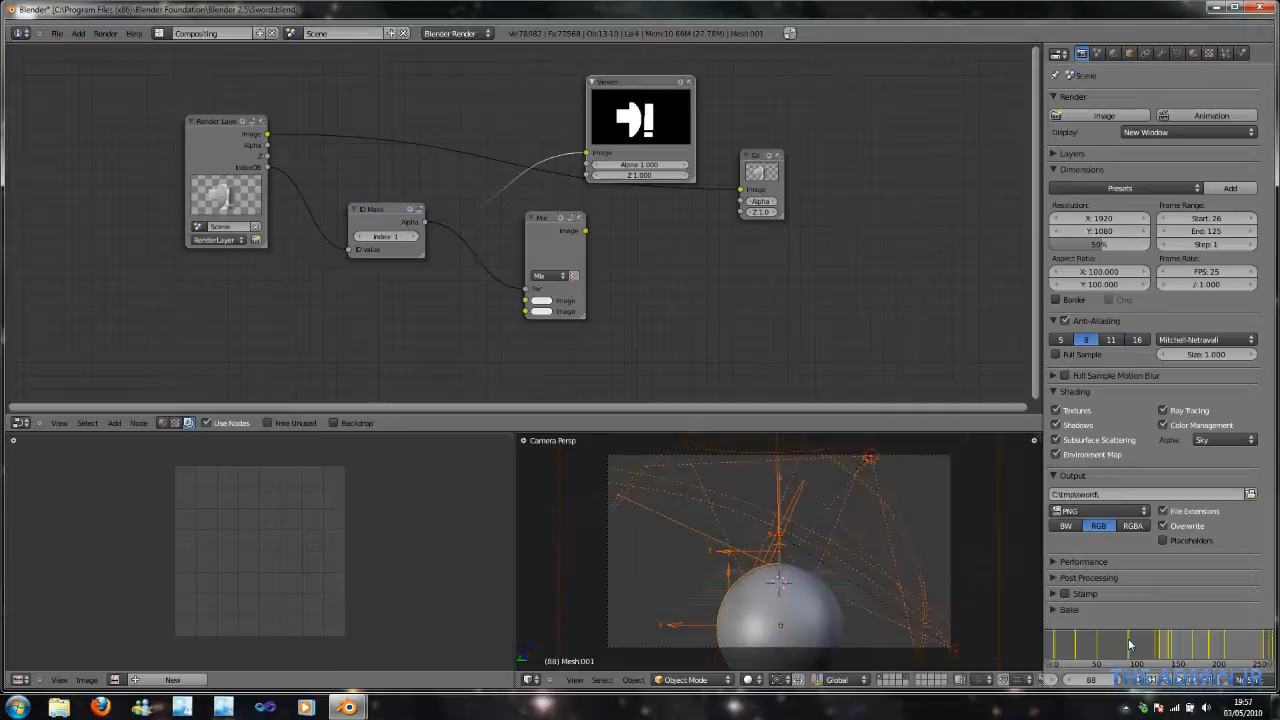 Blender* [C:\Program Files (x86)\Blender Foundation\Blender 2.5\Sword.blend]
File Add Render Help Compositing Scene Blender Render Ve:78082 | Fa:77568 | Ob:13-10 | La:4 | Mem:10.66M (27.78M) | Mesh.001
Viewer
Image
Alpha 1.000
Z 1.000
Render Laye
Image
Alpha
Z
IndexOB
Scene
RenderLayer
ID Mask
Alpha
Index: 1
ID value
Mix
Image
Mix
Fac
Image
Image
Co
Image
Alpha
Z 1.0
View Select Add Node Use Nodes Free Unused Backdrop
Camera Persp
Y
Y
(88) Mesh.001
View Image New
View Select Object Object Mode Global
Scene
Render
Image Animation
Display: New Window
Layers
Dimensions
Presets Add
Resolution: Frame Range:
X: 1920 Start: 26
Y: 1080 End: 125
50% Step: 1
Aspect Ratio: Frame Rate:
X: 100.000 FPS: 25
Y: 100.000 /: 1.000
Border Crop
Anti-Aliasing
5 8 11 16 Mitchell-Netravali
Full Sample Size: 1.000
Full Sample Motion Blur
Shading
Textures Ray Tracing
Shadows Color Management
Subsurface Scattering Alpha: Sky
Environment Map
Output
C:\tmp\sword\
PNG File Extensions
BW RGB RGBA Overwrite
Placeholders
Performance
Post Processing
Stamp
Bake
0 50 100 150 200 250
88
19:57
03/05/2010